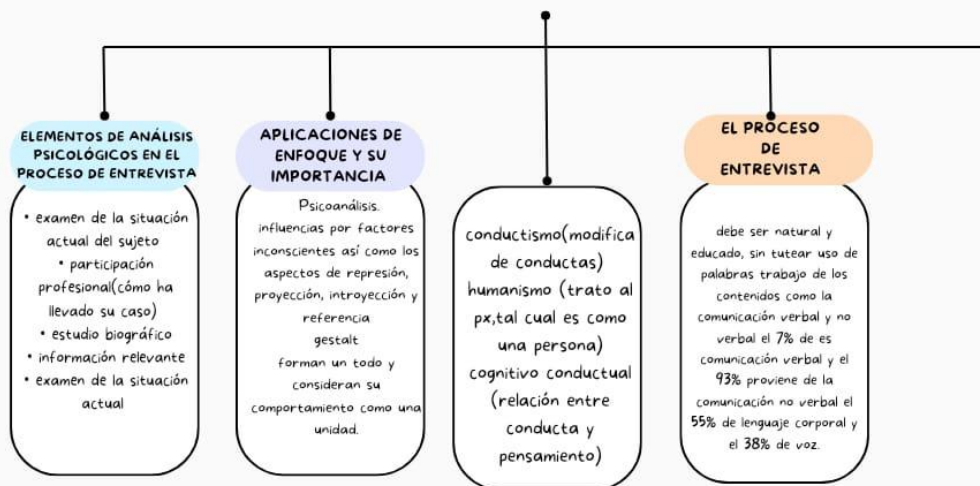 ELEMENTOS DE ANÁLISIS
PSICOLÓGICOS EN EL
PROCESO DE ENTREVISTA
• examen de la situación
actual del sujeto
• participación
profesional(cómo ha
llevado su caso)
• estudio biográfico
• información relevante
• examen de la situación
actual
APLICACIONES DE
ENFOQUE Y SU
IMPORTANCIA
Psicoanálisis.
influencias por factores
inconscientes así como los
aspectos de represión,
proyección, introyección y
referencia
gestalt
forman un todo y
consideran su
comportamiento como una
unidad.
conductismo(modifica
de conductas)
humanismo (trato al
px,tal cual es como
una persona)
cognitivo conductual
(relación entre
conducta y
pensamiento)
EL PROCESO
DE
ENTREVISTA
debe ser natural y
educado, sin tutear uso de
palabras trabajo de los
contenidos como la
comunicación verbal y no
verbal el 7% de es
comunicación verbal y el
93% proviene de la
comunicación no verbal el
55% de lenguaje corporal y
el 38% de voz.